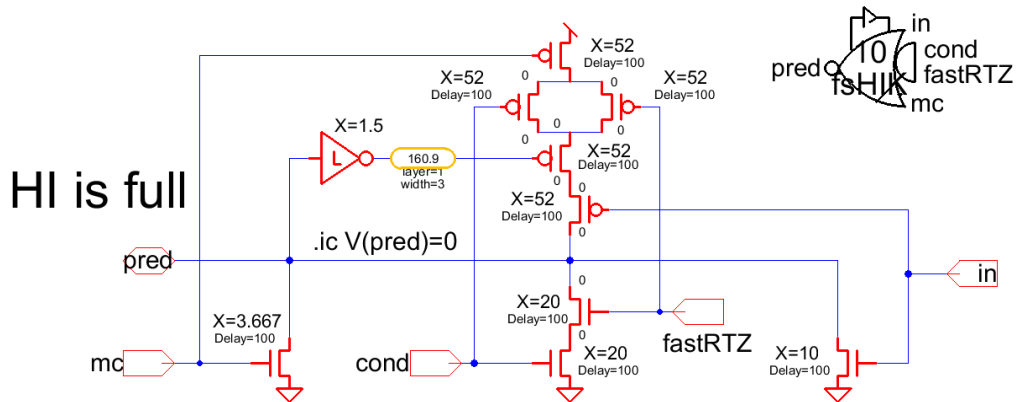 in
X=52
Delay=100
10
cond
pred
fsHIK
fastRTZ
mc
X=52
Delay=100
0
0
X=52
Delay=100
X=1.5
0
0
L
160.9
layer=1
width=3
X=52
Delay=100
0
0
HI is full
X=52
Delay=100
0
.ic V(pred)=0
pred
in
0
X=20
Delay=100
0
fastRTZ
X=3.667
Delay=100
mc
cond
X=20
Delay=100
X=10
Delay=100